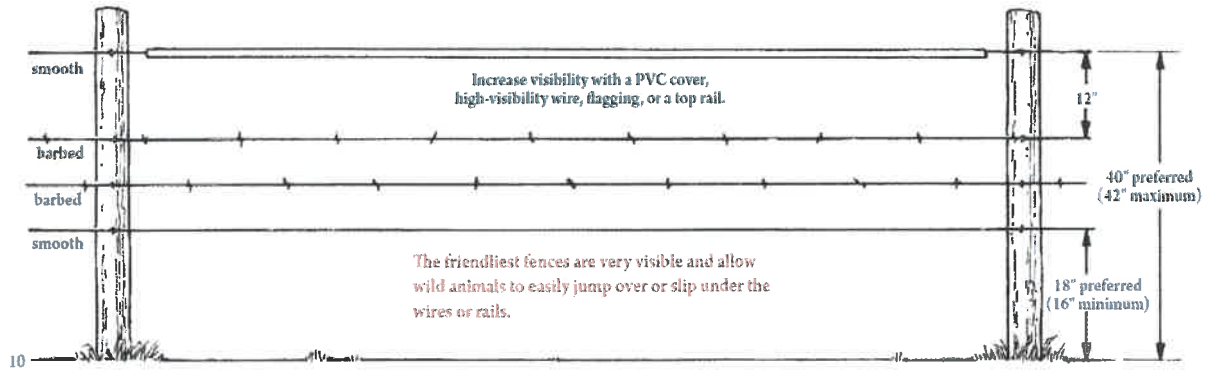 smooth
Increase visibility with a PVC cover,
high-visibility wire, flagging, or a top rail.
12"
barbed
40" preferred
(42" maximum)
barbed
smooth
The friendliest fences are very visible and allow
wild animals to easily jump over or slip under the
wires or rails.
18" preferred
(16" minimum)
10